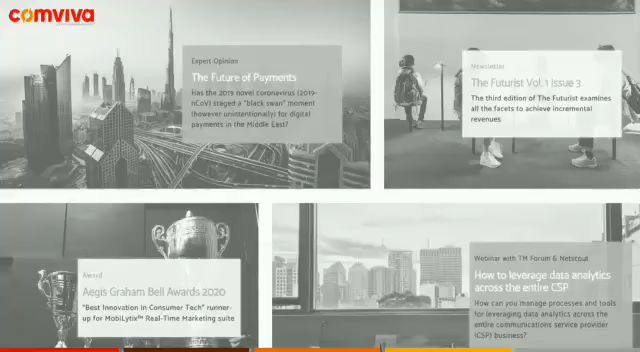 comviva
Expert Opinion
The Future of Payments
Has the 2019 novel coronavirus (2019-
nCoV) staged a "black swan" moment
(however unintentionally) for digital
payments in the Middle East?
Newsletter
The Futurist Vol. 1 Issue 3
The third edition of The Futurist examines
all the facets to achieve incremental
revenues
Award
Aegis Graham Bell Awards 2020
"Best Innovation in Consumer Tech" runner-
up for MobiLytix™ Real-Time Marketing suite
Webinar with TM Forum & Netscout
How to leverage data analytics
across the entire CSP
How can you manage processes and tools
for leveraging data analytics across the
entire communications service provider
(CSP) business?